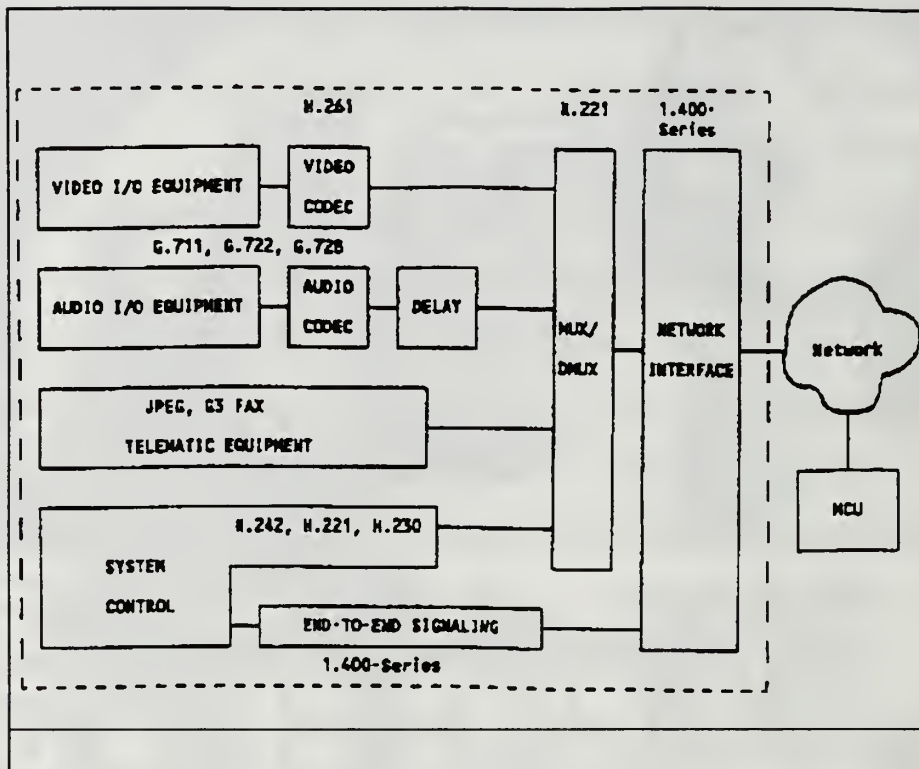 H.261
H.221
1.400-
Series
VIDEO I/O EQUIPMENT
VIDEO
CODEC
G.711, G.722, G.728
AUDIO I/O EQUIPMENT
AUDIO
CODEC
DELAY
MUX/
DMUX
NETWORK
INTERFACE
Network
JPEG, G3 FAX
TELEMATIC EQUIPMENT
MCU
H.242, H.221, H.230
SYSTEM
CONTROL
END-TO-END SIGNALING
1.400-Series